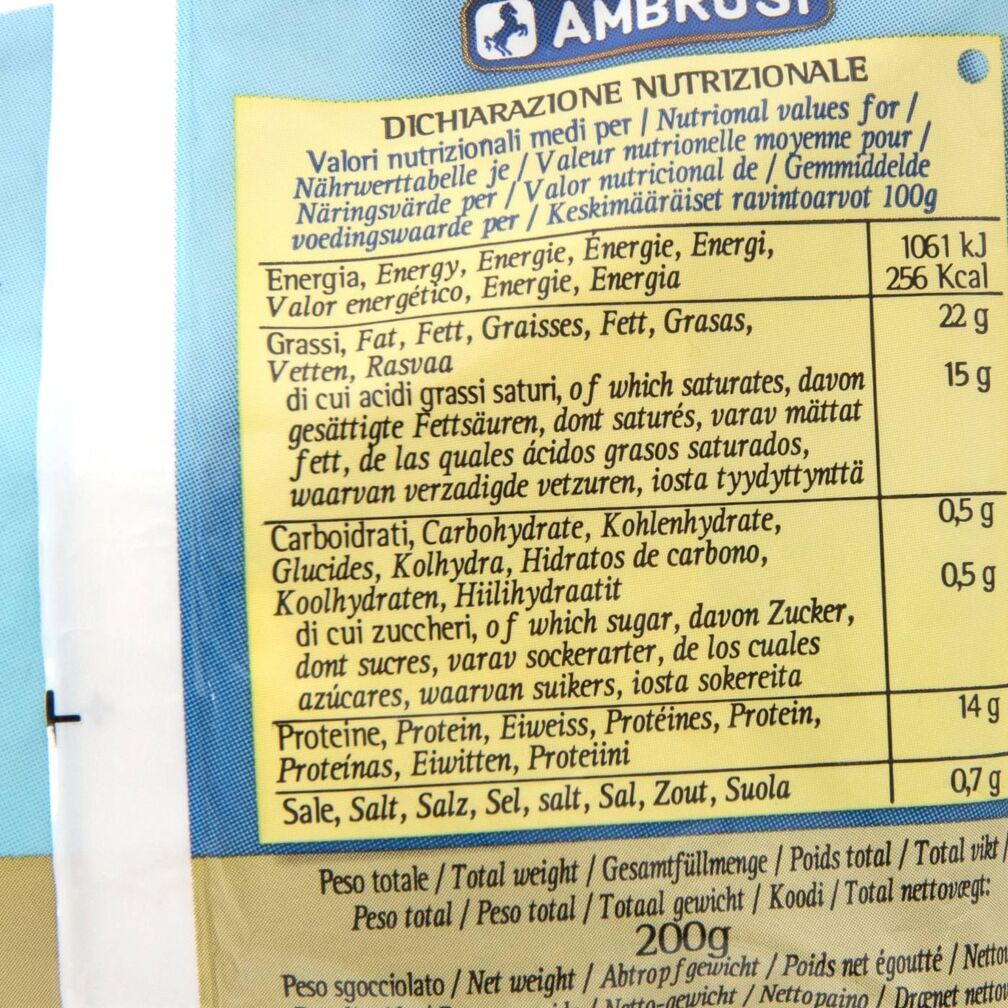 AMBROSI
DICHIARAZIONE NUTRIZIONALE
Valori nutrizionali medi per / Nutrional values for /
Nährwerttabelle je / Valeur nutrionelle moyenne pour /
Näringsvärde per / Valor nutricional de / Gemmiddelde
voedingswaarde per / Keskimääräiset ravintoarvot 100g
Energia, Energy, Energie, Énergie, Energi, 1061 kJ
Valor energético, Energie, Energia 256 Kcal
Grassi, Fat, Fett, Graisses, Fett, Grasas, 22 g
Vetten, Rasvaa
di cui acidi grassi saturi, of which saturates, davon 15 g
gesättigte Fettsäuren, dont saturés, varav mättat
fett, de las quales ácidos grasos saturados,
waarvan verzadigde vetzuren, iosta tyydyttynttä
Carboidrati, Carbohydrate, Kohlenhydrate, 0,5 g
Glucides, Kolhydra, Hidratos de carbono,
Koolhydraten, Hiilihydraatit 0,5 g
di cui zuccheri, of which sugar, davon Zucker,
dont sucres, varav sockerarter, de los cuales
azúcares, waarvan suikers, iosta sokereita
Proteine, Protein, Eiweiss, Protéines, Protein, 14 g
Proteínas, Eiwitten, Proteiini
Sale, Salt, Salz, Sel, salt, Sal, Zout, Suola 0,7 g
Peso totale / Total weight / Gesamtfüllmenge / Poids total / Total vikt /
Peso total / Peso total / Totaal gewicht / Koodi / Total nettovægt:
200g
Peso sgocciolato / Net weight / Abtropfgewicht / Poids net égoutté /
Netto-gewicht / Nettopaino / Drænet